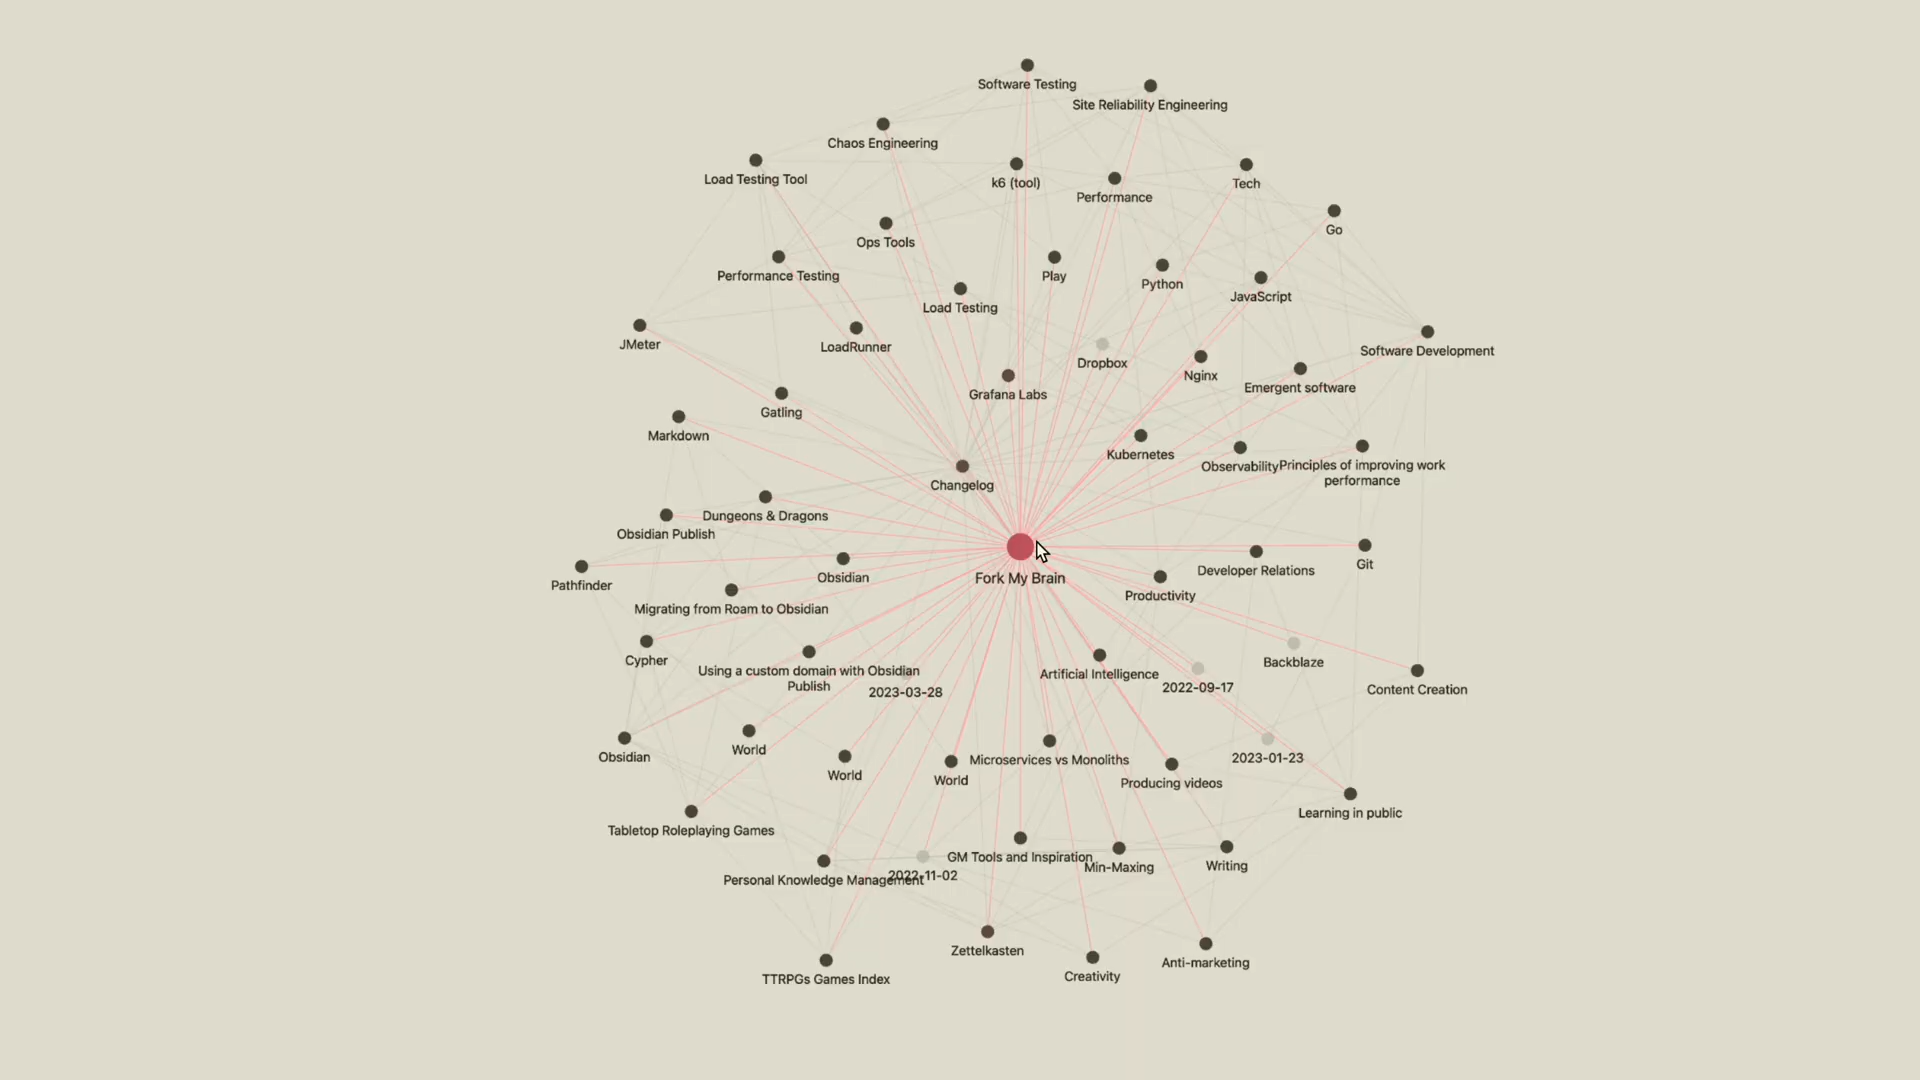 Software Testing
Site Reliability Engineering
Chaos Engineering
Load Testing Tool
k6 (tool)
Tech
Performance
Go
Ops Tools
Performance Testing
Play
Python
JavaScript
Load Testing
JMeter
LoadRunner
Software Development
Dropbox
Nginx
Emergent software
Grafana Labs
Gatling
Markdown
Kubernetes
Observability
Principles of improving work
performance
Changelog
Dungeons & Dragons
Obsidian Publish
Git
Developer Relations
Obsidian
Fork My Brain
Pathfinder
Productivity
Migrating from Roam to Obsidian
Cypher
Backblaze
Using a custom domain with Obsidian
Publish
Artificial Intelligence
2022-09-17
Content Creation
2023-03-28
World
Obsidian
2023-01-23
Microservices vs Monoliths
World
World
Producing videos
Learning in public
Tabletop Roleplaying Games
GM Tools and Inspiration
Min-Maxing
Writing
Personal Knowledge Management
2022-11-02
Zettelkasten
Anti-marketing
Creativity
TTRPGs Games Index